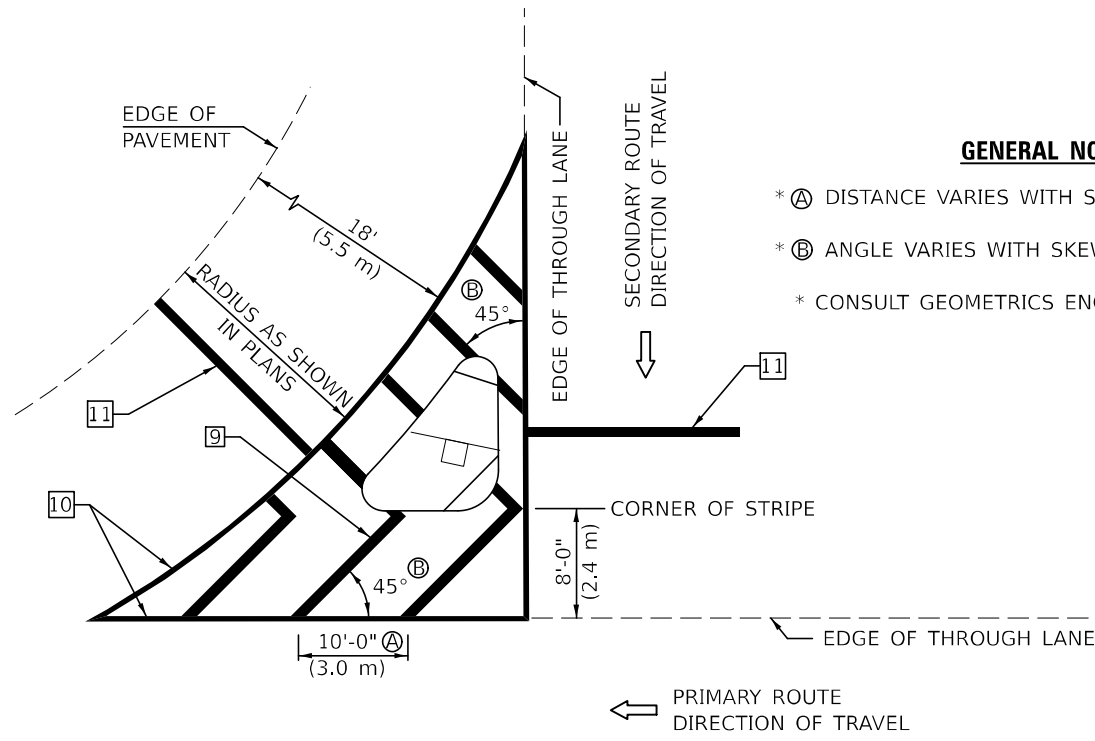 EDGE OF
PAVEMENT
18'
(5.5 m)
RADIUS AS SHOWN
IN PLANS
EDGE OF THROUGH LANE
SECONDARY ROUTE
DIRECTION OF TRAVEL
GENERAL NO
* Ⓐ DISTANCE VARIES WITH S
* Ⓑ ANGLE VARIES WITH SKEW
* CONSULT GEOMETRICS ENG
Ⓑ
45°
11
11
9
10
CORNER OF STRIPE
8'-0"
(2.4 m)
45° Ⓑ
10'-0" Ⓐ
(3.0 m)
EDGE OF THROUGH LANE
PRIMARY ROUTE
DIRECTION OF TRAVEL